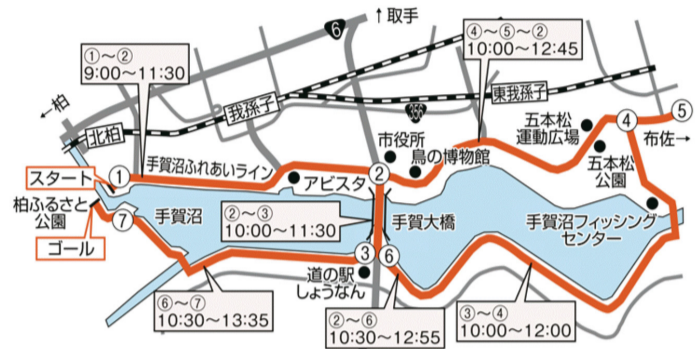 ↑取手
6
①〜②
9:00〜11:30
④〜⑤〜②
10:00〜12:45
←柏
北柏
我孫子
356
東我孫子
市役所
鳥の博物館
五本松
運動広場
④
⑤
布佐→
五本松
公園
スタート
①
手賀沼ふれあいライン
アビスタ
②
柏ふるさと
公園
⑦
ゴール
手賀沼
②〜③
10:00〜11:30
手賀大橋
手賀沼フィッシング
センター
③
⑥
道の駅
しょうなん
⑥〜⑦
10:30〜13:35
②〜⑥
10:30〜12:55
③〜④
10:00〜12:00